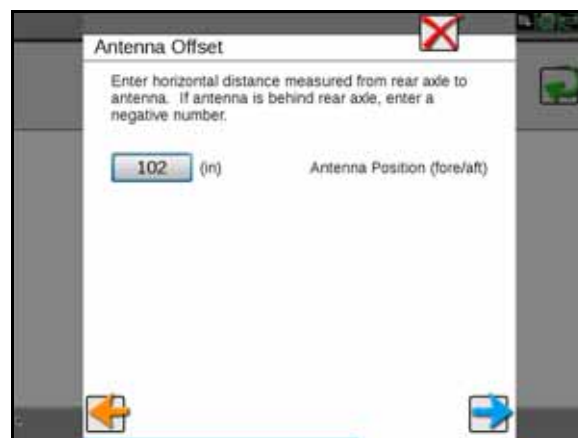 Antenna Offset
Enter horizontal distance measured from rear axle to
antenna. If antenna is behind rear axle, enter a
negative number.
102 (in) Antenna Position (fore/aft)